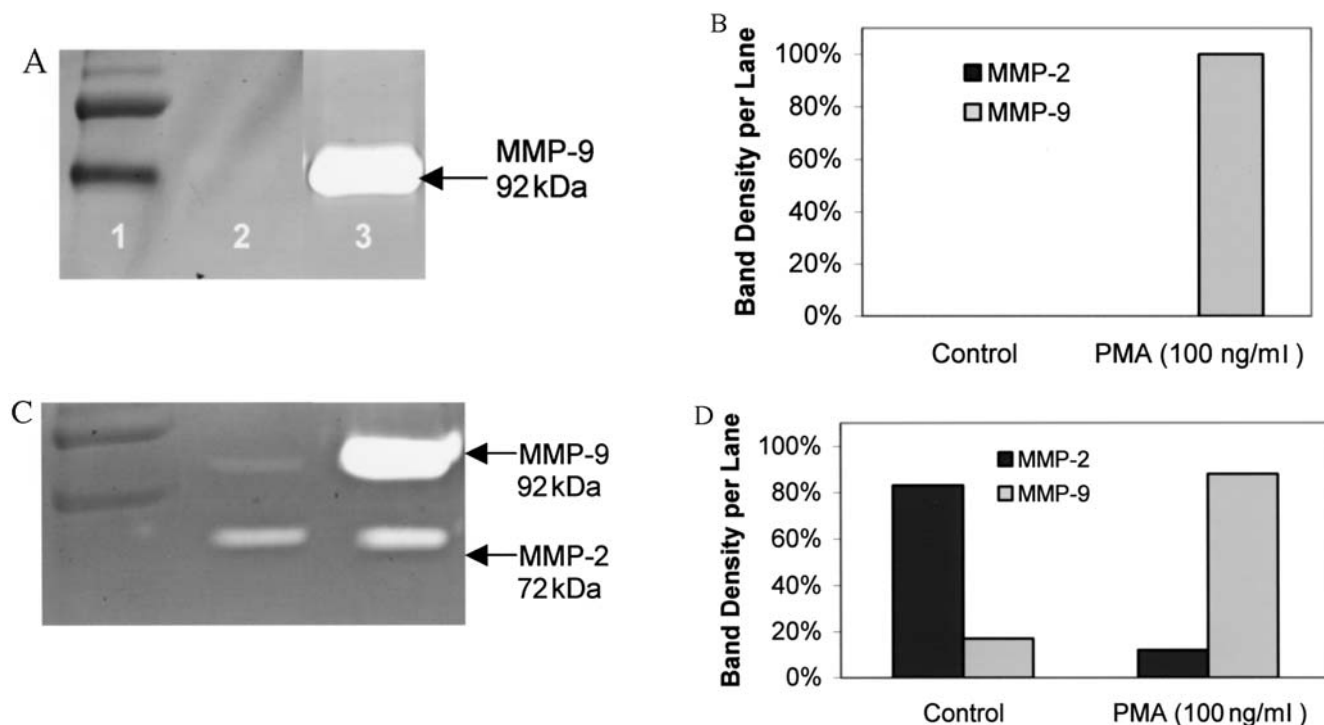 A
1
2
3
MMP-9
92 kDa
B
Band Density per Lane
100%
80%
60%
40%
20%
0%
MMP-2
MMP-9
Control
PMA (100 ng/ml )
C
MMP-9
92 kDa
MMP-2
72 kDa
D
Band Density per Lane
100%
80%
60%
40%
20%
0%
MMP-2
MMP-9
Control
PMA (100 ng/ml )